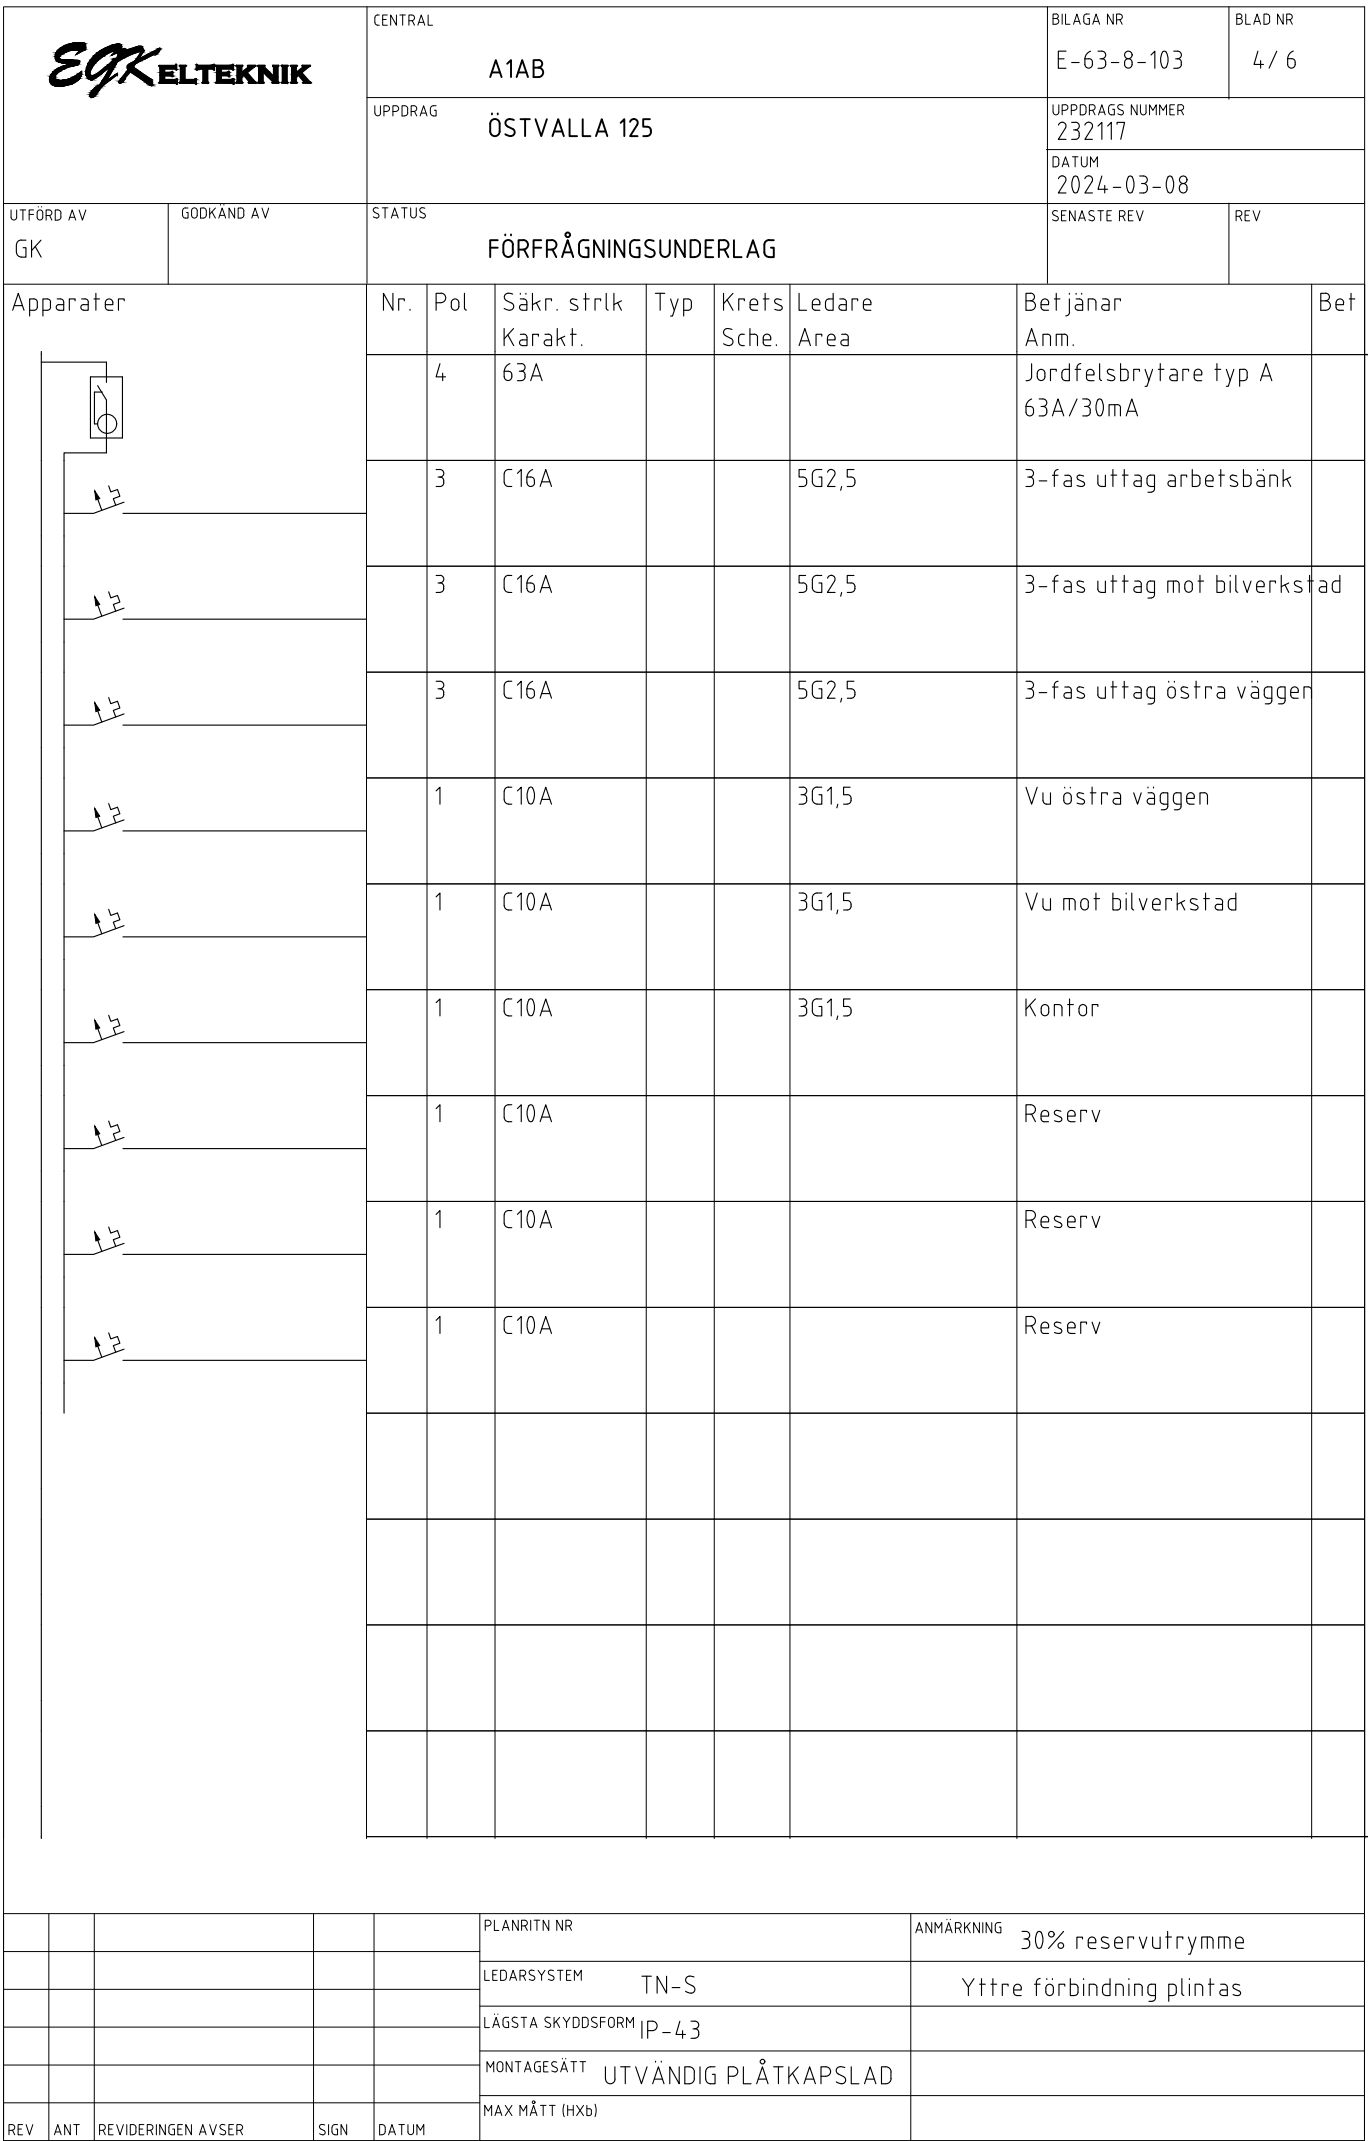 EGK ELTEKNIK
CENTRAL
A1AB
BILAGA NR
E-63-8-103
BLAD NR
4/ 6
UPPDRAG
ÖSTVALLA 125
UPPDRAGS NUMMER
232117
DATUM
2024-03-08
UTFÖRD AV
GK
GODKÄND AV
STATUS
FÖRFRÅGNINGSUNDERLAG
SENASTE REV
REV
Apparater Nr. Pol Säkr. strlk Typ Krets Ledare Betjänar Bet
Karakt. Sche. Area Anm.
4 63A Jordfelsbrytare typ A
63A/30mA
3 C16A 5G2,5 3-fas uttag arbetsbänk
3 C16A 5G2,5 3-fas uttag mot bilverkstad
3 C16A 5G2,5 3-fas uttag östra väggen
1 C10A 3G1,5 Vu östra väggen
1 C10A 3G1,5 Vu mot bilverkstad
1 C10A 3G1,5 Kontor
1 C10A Reserv
1 C10A Reserv
1 C10A Reserv
PLANRITN NR
ANMÄRKNING 30% reservutrymme
LEDARSYSTEM TN-S
Yttre förbindning plintas
LÄGSTA SKYDDSFORM IP-43
MONTAGESÄTT UTVÄNDIG PLÅTKAPSLAD
MAX MÅTT (HXb)
REV ANT REVIDERINGEN AVSER SIGN DATUM